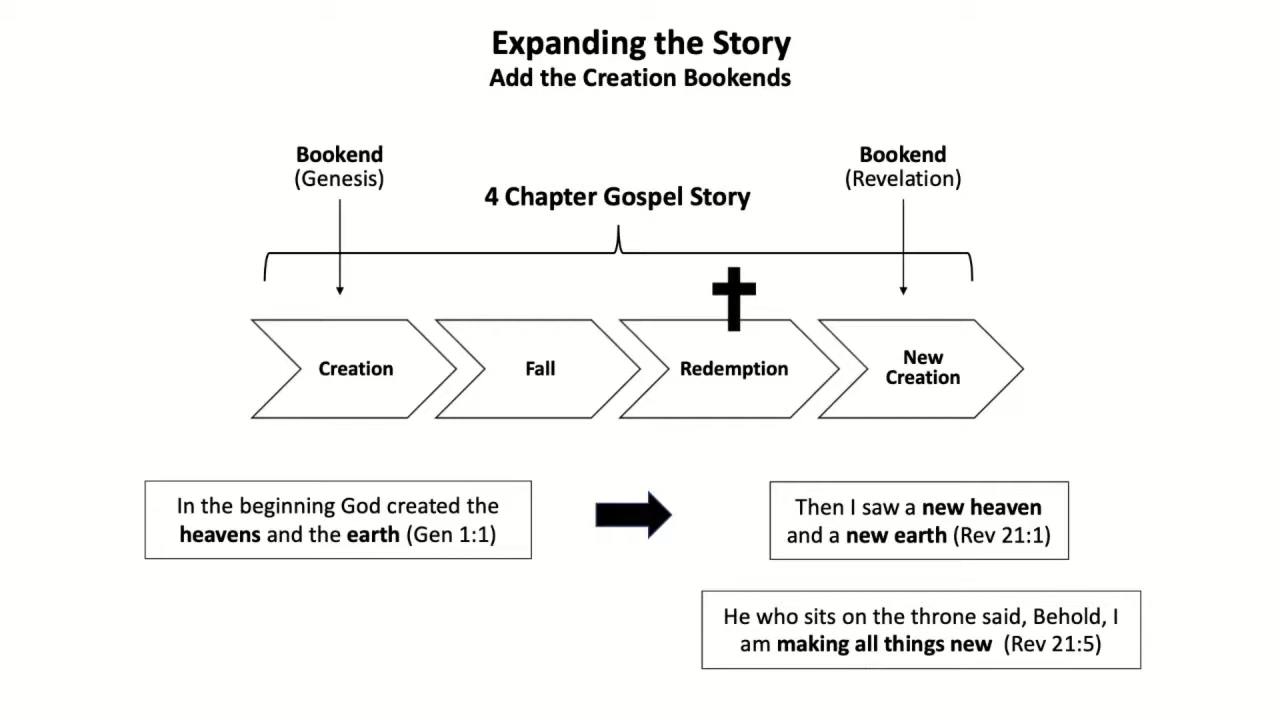 Expanding the Story
Add the Creation Bookends
Bookend
(Genesis)
Bookend
(Revelation)
4 Chapter Gospel Story
Creation
Fall
Redemption
New
Creation
In the beginning God created the
heavens and the earth (Gen 1:1)
Then I saw a new heaven
and a new earth (Rev 21:1)
He who sits on the throne said, Behold, I
am making all things new (Rev 21:5)